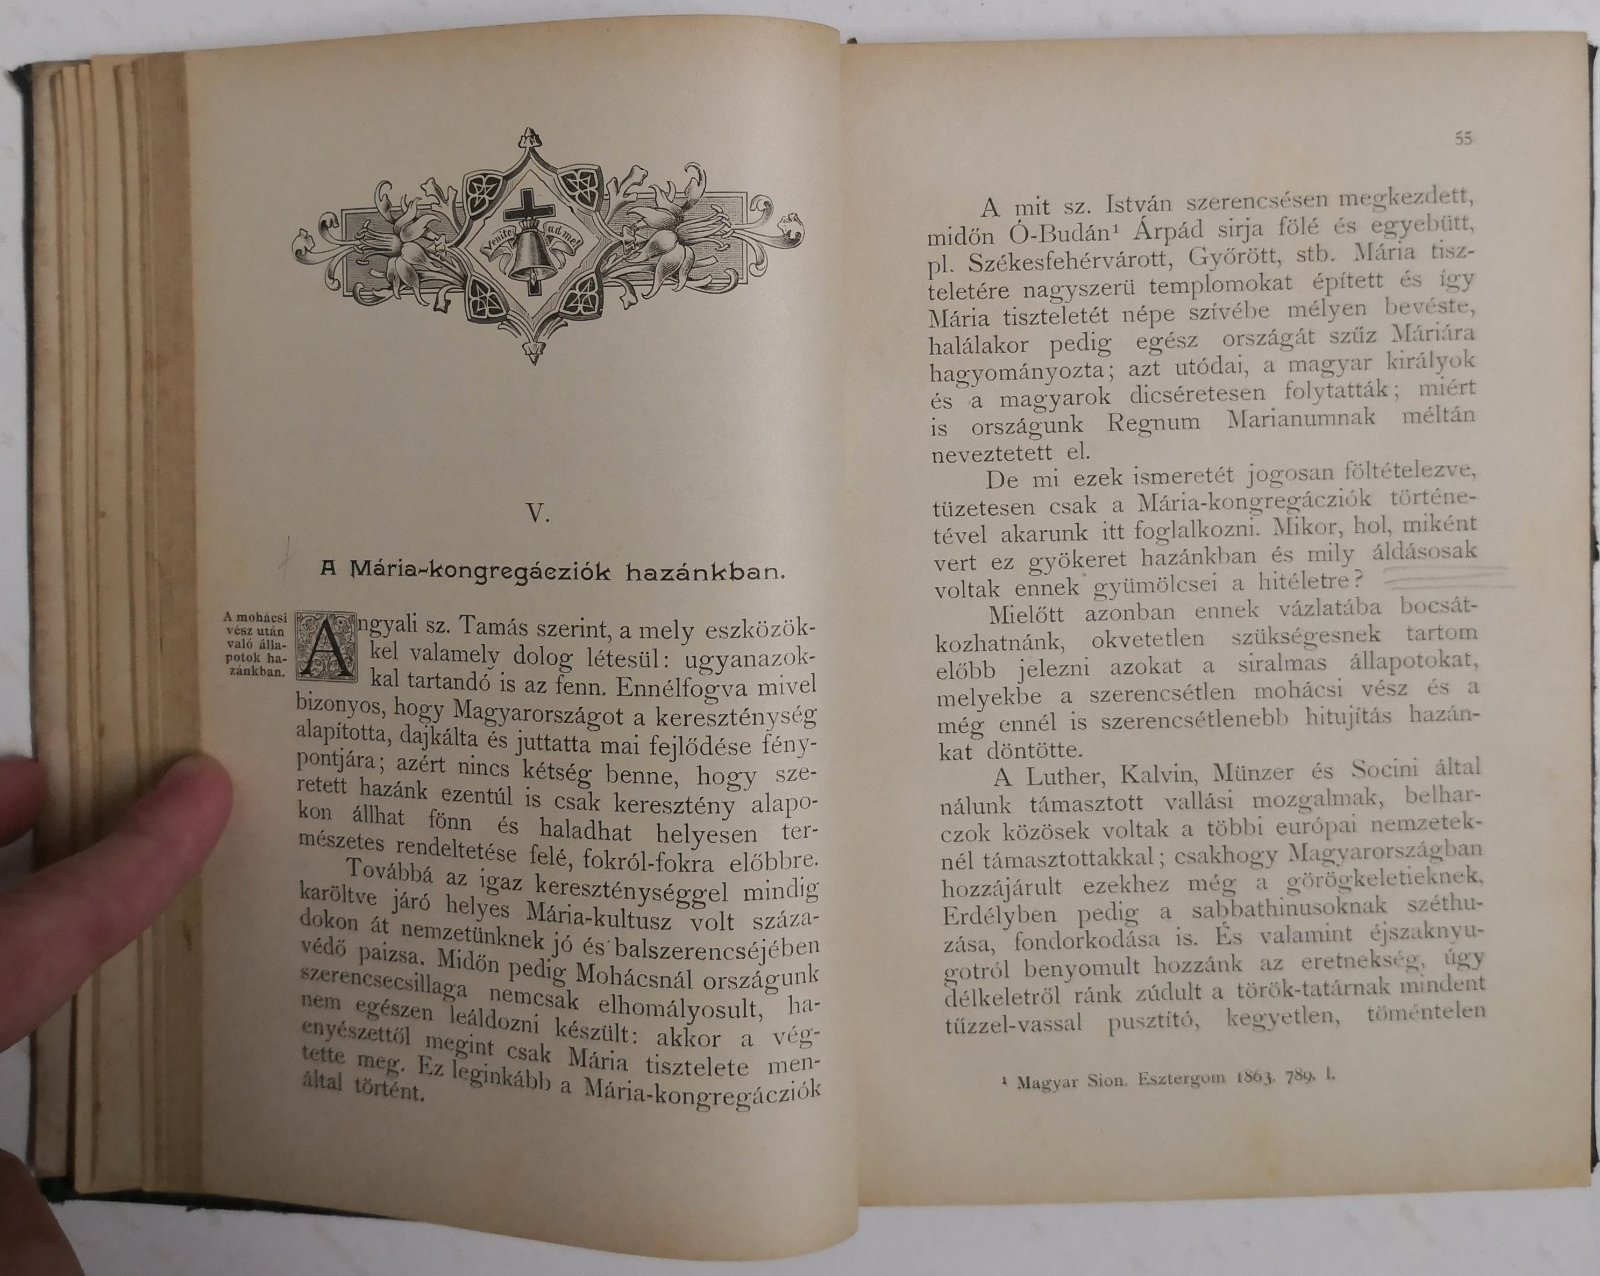 Venite ad me!
V.
A Mária-kongregácziók hazánkban.
A mohácsi
vész után
való álla-
potok ha-
zánkban.
Angyali sz. Tamás szerint, a mely eszközök-
kel valamely dolog létesül: ugyanazok-
kal tartandó is az fenn. Ennélfogva mivel
bizonyos, hogy Magyarországot a kereszténység
alapította, dajkálta és juttatta mai fejlődése fény-
pontjára; azért nincs kétség benne, hogy sze-
retett hazánk ezentúl is csak keresztény alapo-
kon állhat fönn és haladhat helyesen ter-
mészetes rendeltetése felé, fokról-fokra előbbre.
Továbbá az igaz kereszténységgel mindig
karöltve járó helyes Mária-kultusz volt száza-
dokon át nemzetünknek jó és balszerencséjében
védő paizsa. Midőn pedig Mohácsnál országunk
szerencsecsillaga nemcsak elhomályosult, ha-
nem egészen leáldozni készült: akkor a vég-
enyészettől megint csak Mária tisztelete men-
tette meg. Ez leginkább a Mária-kongregácziók
által történt.
55
A mit sz. István szerencsésen megkezdett,
midőn Ó-Budán¹ Árpád sirja fölé és egyebütt,
pl. Székesfehérvárott, Győrött, stb. Mária tisz-
teletére nagyszerü templomokat épített és így
Mária tiszteletét népe szívébe mélyen bevéste,
halálakor pedig egész országát szűz Máriára
hagyományozta; azt utódai, a magyar királyok
és a magyarok dicséretesen folytatták; miért
is országunk Regnum Marianumnak méltán
neveztetett el.
De mi ezek ismeretét jogosan föltételezve,
tüzetesen csak a Mária-kongregácziók történe-
tével akarunk itt foglalkozni. Mikor, hol, miként
vert ez gyökeret hazánkban és mily áldásosak
voltak ennek gyümölcsei a hitéletre?
Mielőtt azonban ennek vázlatába bocsát-
kozhatnánk, okvetetlen szükségesnek tartom
előbb jelezni azokat a siralmas állapotokat,
melyekbe a szerencsétlen mohácsi vész és a
még ennél is szerencsétlenebb hitujítás hazán-
kat döntötte.
A Luther, Kalvin, Münzer és Socini által
nálunk támasztott vallási mozgalmak, belhar-
czok közösek voltak a többi európai nemzetek-
nél támasztottakkal; csakhogy Magyarországban
hozzájárult ezekhez még a görögkeletieknek,
Erdélyben pedig a sabbathinusoknak széthu-
zása, fondorkodása is. És valamint éjszaknyu-
gotról benyomult hozzánk az eretnekség, úgy
délkeletről ránk zúdult a török-tatárnak mindent
tűzzel-vassal pusztító, kegyetlen, töméntelen
¹ Magyar Sion. Esztergom 1863. 789. l.